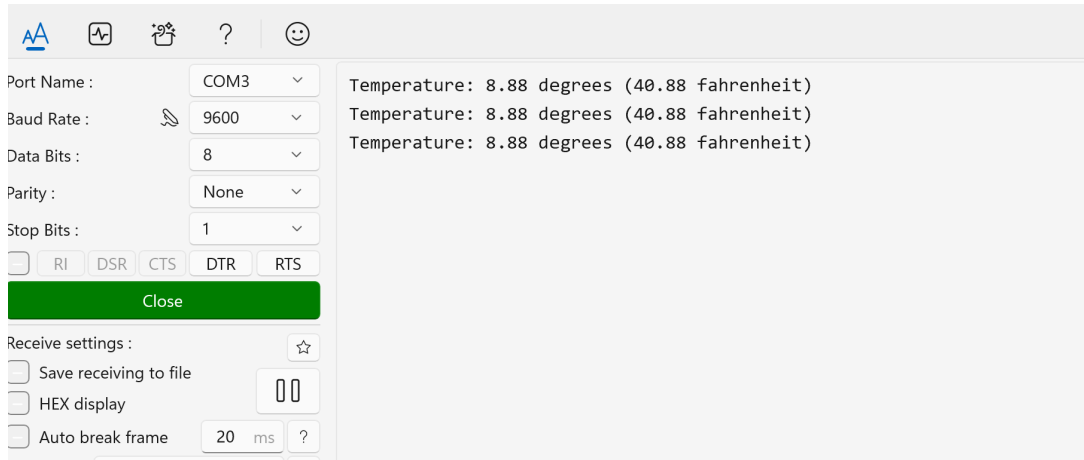 Port Name :
COM3
Temperature: 8.88 degrees (40.88 fahrenheit)
Baud Rate :
9600
Temperature: 8.88 degrees (40.88 fahrenheit)
Data Bits :
8
Temperature: 8.88 degrees (40.88 fahrenheit)
Parity :
None
Stop Bits :
1
RI DSR CTS DTR RTS
Close
Receive settings :
Save receiving to file
HEX display
Auto break frame
20 ms ?